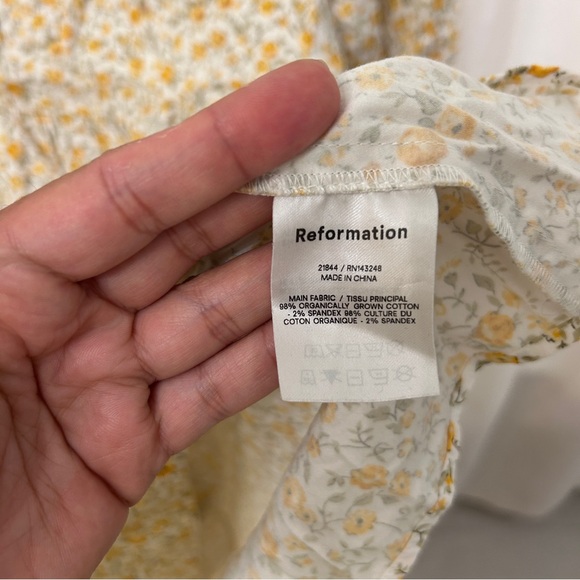 Reformation
21844 / RN143248
MADE IN CHINA
MAIN FABRIC / TISSU PRINCIPAL
98% ORGANICALLY GROWN COTTON
- 2% SPANDEX 98% CULTURE DU
COTON ORGANIQUE - 2% SPANDEX